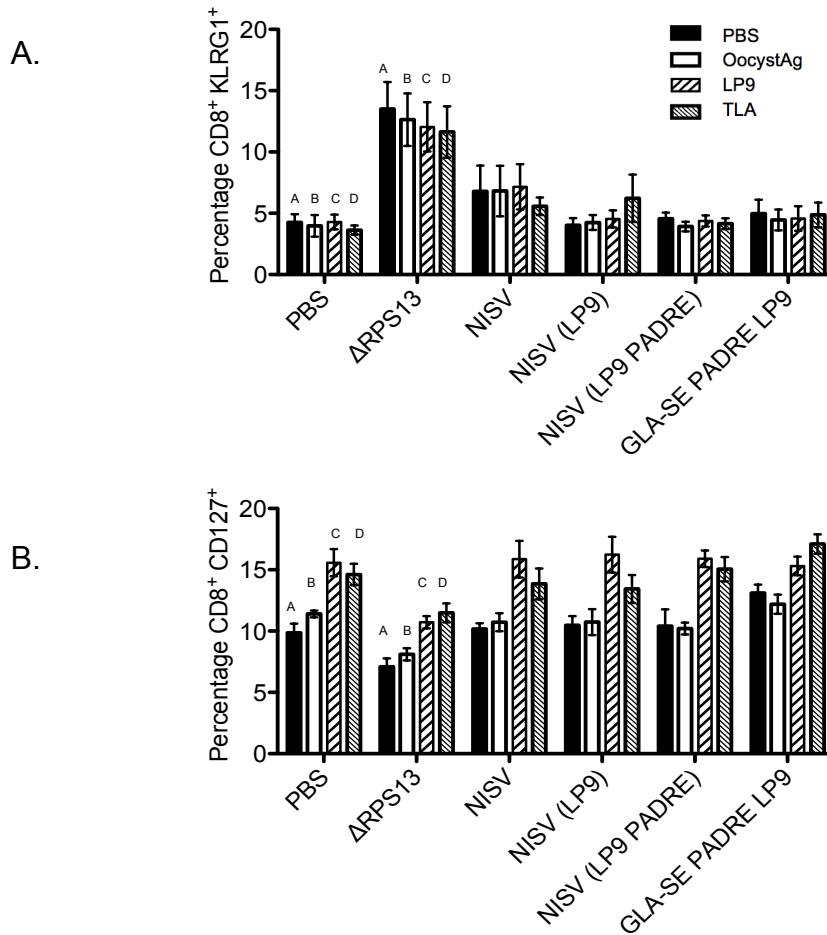 A.
Percentage CD8⁺ KLRG1⁺
20
15
10
5
0
PBS
OocystAg
LP9
TLA
A B C D
A B C D
PBS
ΔRPS13
NISV
NISV (LP9)
NISV (LP9 PADRE)
GLA-SE PADRE LP9
B.
Percentage CD8⁺ CD127⁺
20
15
10
5
0
A B C D
A B C D
PBS
ΔRPS13
NISV
NISV (LP9)
NISV (LP9 PADRE)
GLA-SE PADRE LP9